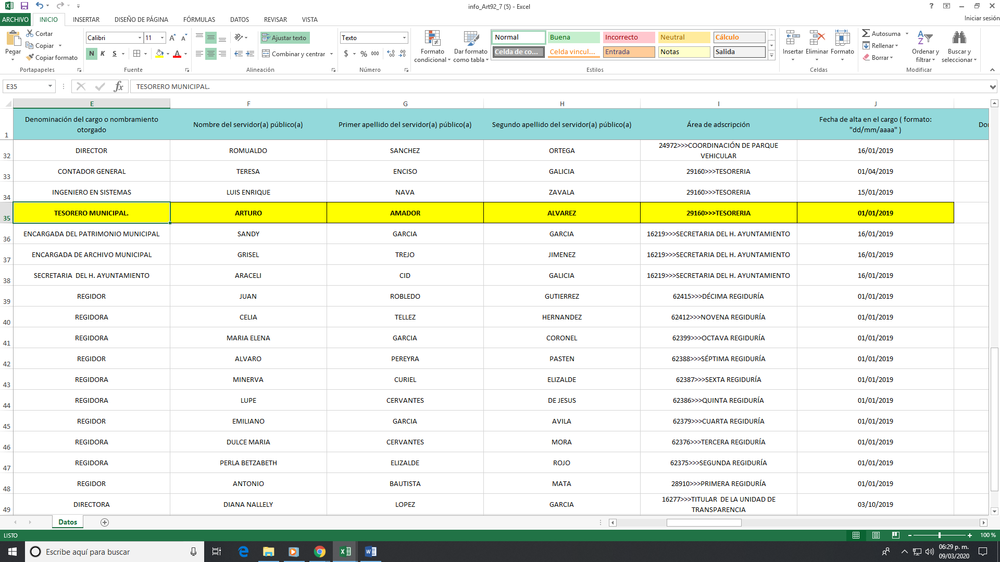 info_Art92_7 (5) - Excel
?
ARCHIVO INICIO INSERTAR DISEÑO DE PÁGINA FÓRMULAS DATOS REVISAR VISTA Iniciar sesión
Pegar
Cortar
Copiar
Copiar formato
Portapapeles
Calibri 11
N K S
Fuente
Ajustar texto
Combinar y centrar
Alineación
Texto
$ % 000
Número
Formato condicional
Dar formato como tabla
Normal Buena Incorrecto Neutral Cálculo
Celda de co... Celda vincul... Entrada Notas Salida
Estilos
Insertar Eliminar Formato
Celdas
Autosuma
Rellenar
Borrar
Ordenar y filtrar
Buscar y seleccionar
Modificar
E35 fx TESORERO MUNICIPAL.
E F G H I J
1 Denominación del cargo o nombramiento otorgado Nombre del servidor(a) público(a) Primer apellido del servidor(a) público(a) Segundo apellido del servidor(a) público(a) Área de adscripción Fecha de alta en el cargo ( formato: "dd/mm/aaaa" )
32 DIRECTOR ROMUALDO SANCHEZ ORTEGA 24972>>>COORDINACIÓN DE PARQUE VEHICULAR 16/01/2019
33 CONTADOR GENERAL TERESA ENCISO GALICIA 29160>>>TESORERIA 01/04/2019
34 INGENIERO EN SISTEMAS LUIS ENRIQUE NAVA ZAVALA 29160>>>TESORERIA 15/01/2019
35 TESORERO MUNICIPAL. ARTURO AMADOR ALVAREZ 29160>>>TESORERIA 01/01/2019
36 ENCARGADA DEL PATRIMONIO MUNICIPAL SANDY GARCIA GARCIA 16219>>>SECRETARIA DEL H. AYUNTAMIENTO 16/01/2019
37 ENCARGADA DE ARCHIVO MUNICIPAL GRISEL TREJO JIMENEZ 16219>>>SECRETARIA DEL H. AYUNTAMIENTO 16/01/2019
38 SECRETARIA DEL H. AYUNTAMIENTO ARACELI CID GALICIA 16219>>>SECRETARIA DEL H. AYUNTAMIENTO 16/01/2019
39 REGIDOR JUAN ROBLEDO GUTIERREZ 62415>>>DÉCIMA REGIDURÍA 01/01/2019
40 REGIDORA CELIA TELLEZ HERNANDEZ 62412>>>NOVENA REGIDURÍA 01/01/2019
41 REGIDORA MARIA ELENA GARCIA CORONEL 62399>>>OCTAVA REGIDURÍA 01/01/2019
42 REGIDOR ALVARO PEREYRA PASTEN 62388>>>SÉPTIMA REGIDURÍA 01/01/2019
43 REGIDORA MINERVA CURIEL ELIZALDE 62387>>>SEXTA REGIDURÍA 01/01/2019
44 REGIDORA LUPE CERVANTES DE JESUS 62386>>>QUINTA REGIDURÍA 01/01/2019
45 REGIDOR EMILIANO GARCIA AVILA 62379>>>CUARTA REGIDURÍA 01/01/2019
46 REGIDORA DULCE MARIA CERVANTES MORA 62376>>>TERCERA REGIDURÍA 01/01/2019
47 REGIDORA PERLA BETZABETH ELIZALDE ROJO 62375>>>SEGUNDA REGIDURÍA 01/01/2019
48 REGIDOR ANTONIO BAUTISTA MATA 28910>>>PRIMERA REGIDURÍA 01/01/2019
49 DIRECTORA DIANA NALLELY LOPEZ GARCIA 16277>>>TITULAR DE LA UNIDAD DE TRANSPARENCIA 03/10/2019
Datos
LISTO 100 %
Escribe aquí para buscar
06:29 p. m.
09/03/2020